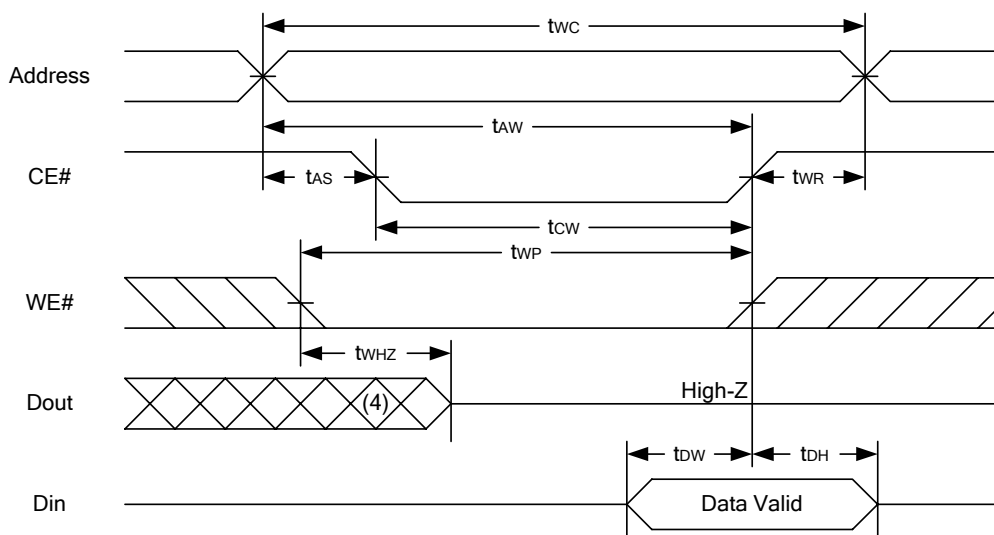 tWC
Address
tAW
CE#
tAS
tWR
tCW
tWP
WE#
tWHZ
Dout
(4)
High-Z
tDW
tDH
Din
Data Valid